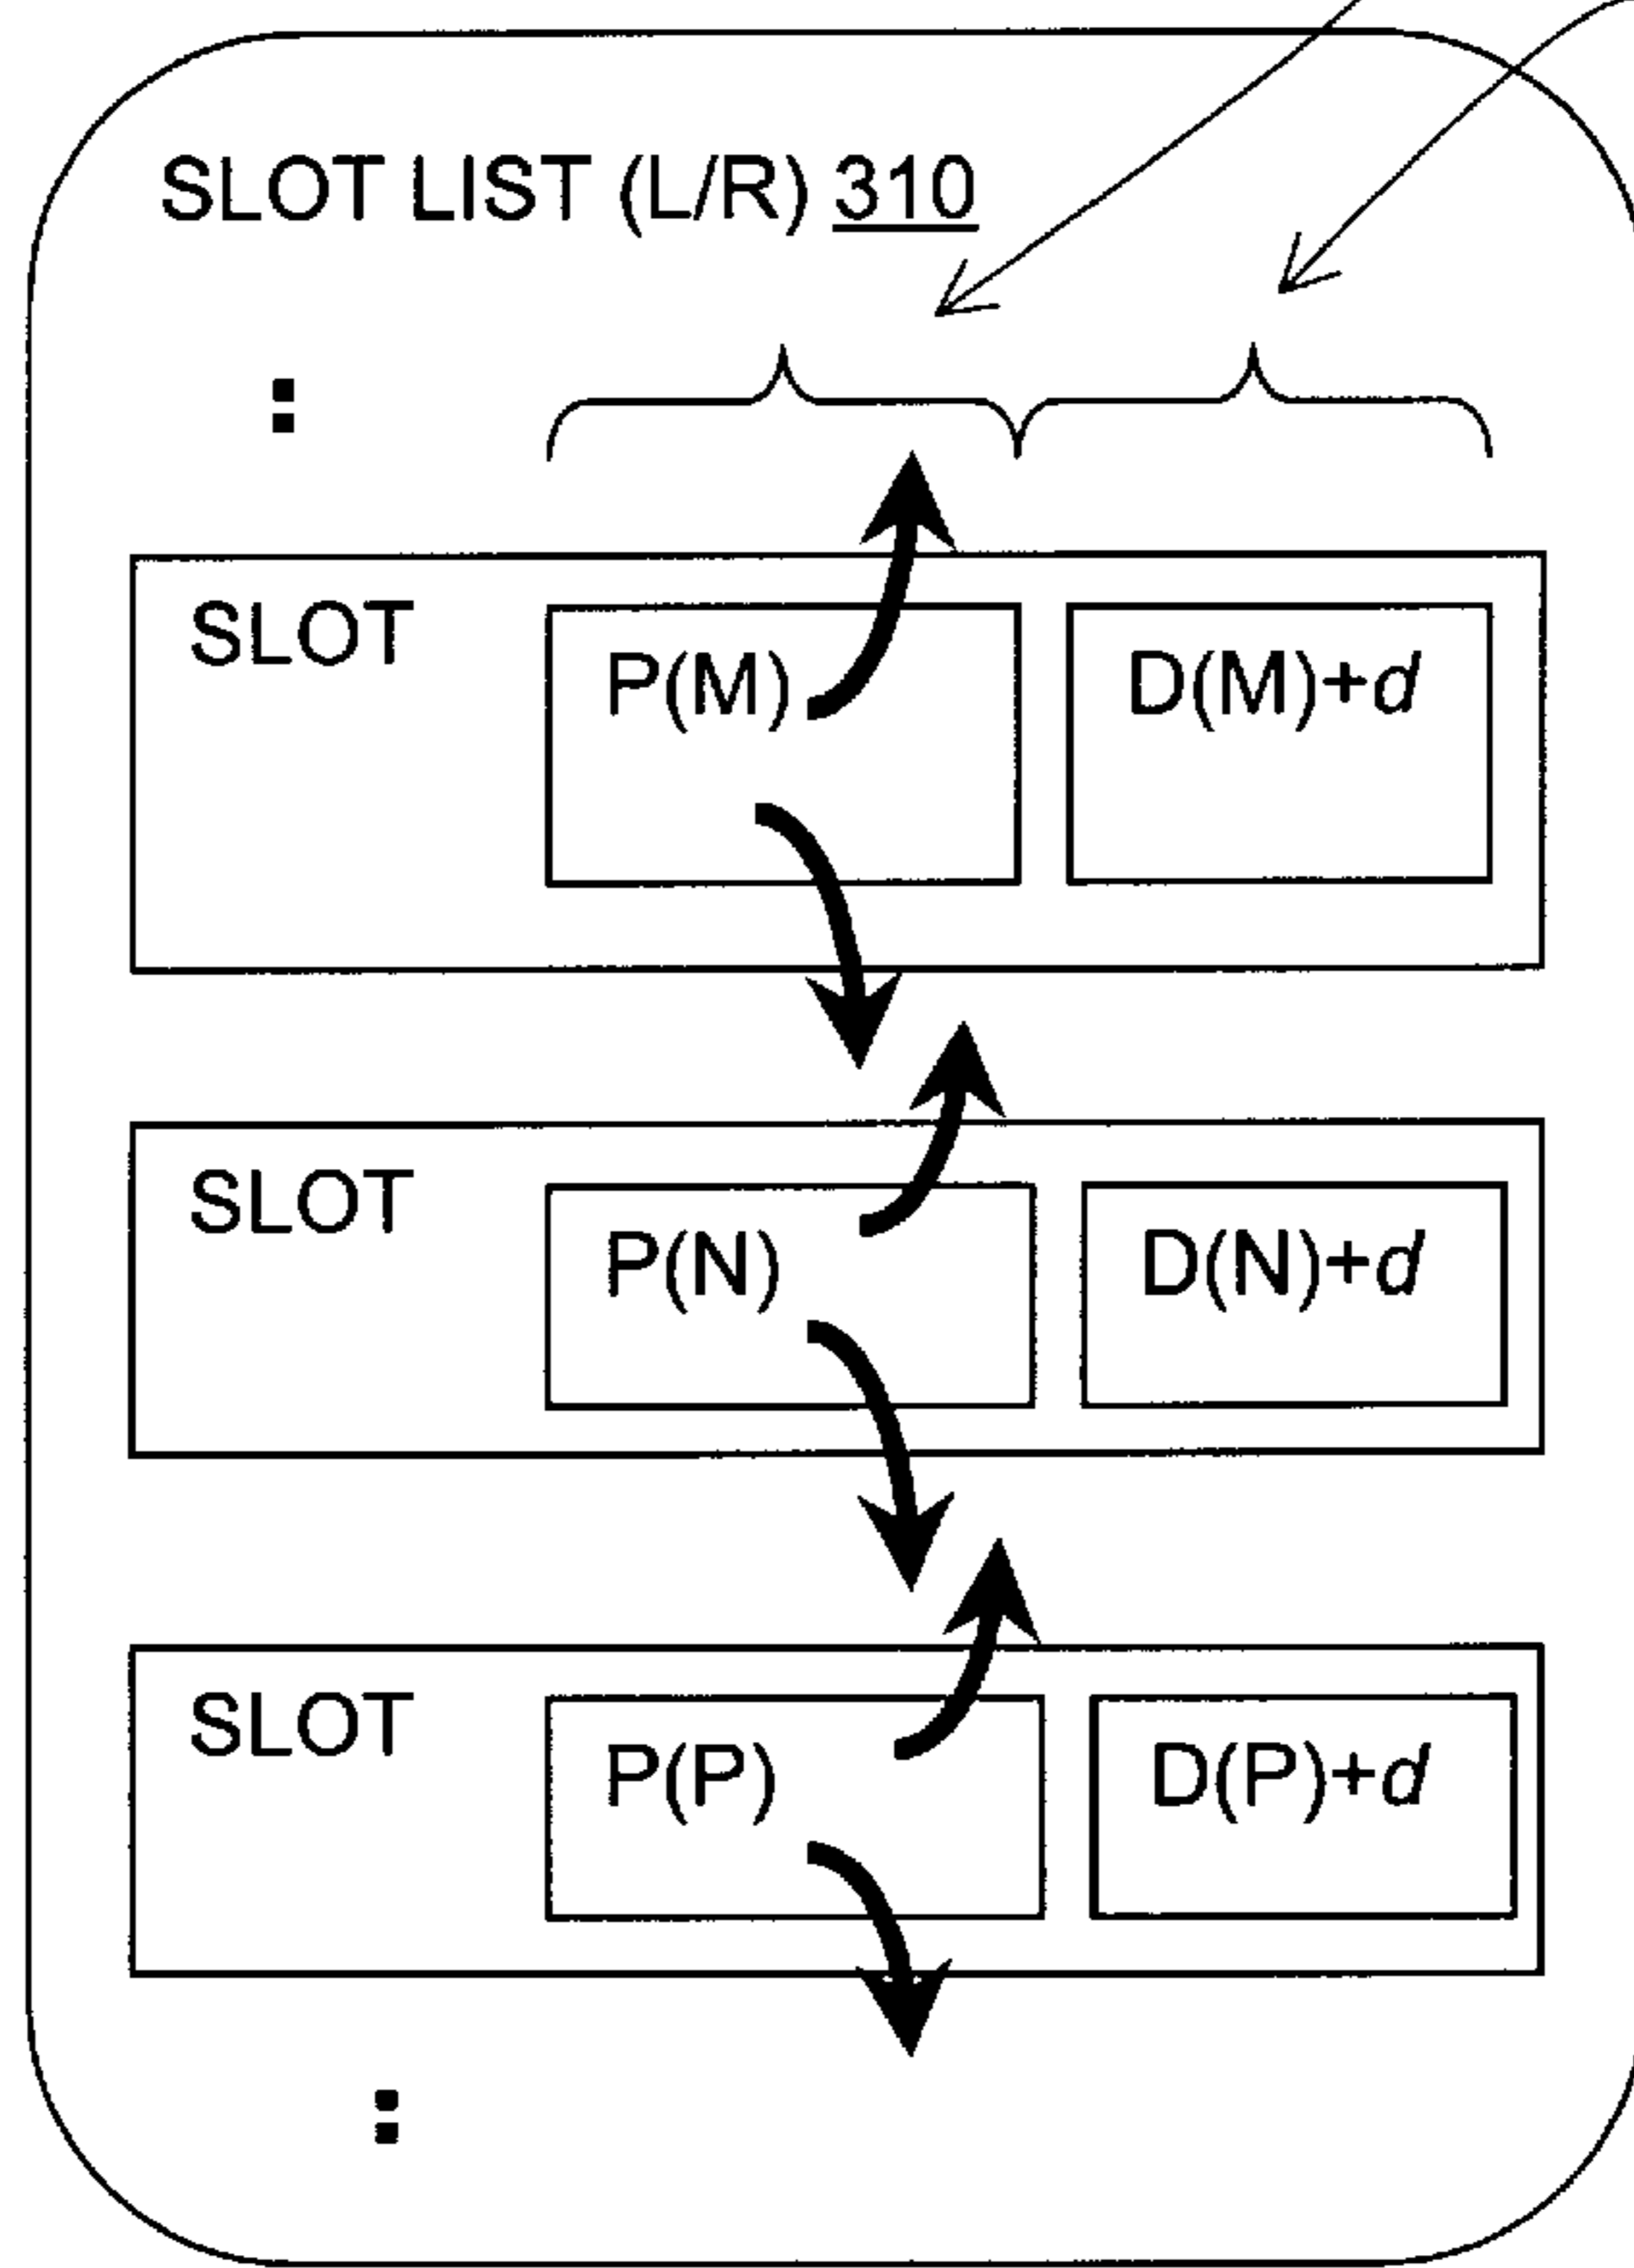 SLOT LIST (L/R) 310
:
SLOT P(M) D(M)+d
SLOT P(N) D(N)+d
SLOT P(P) D(P)+d
: